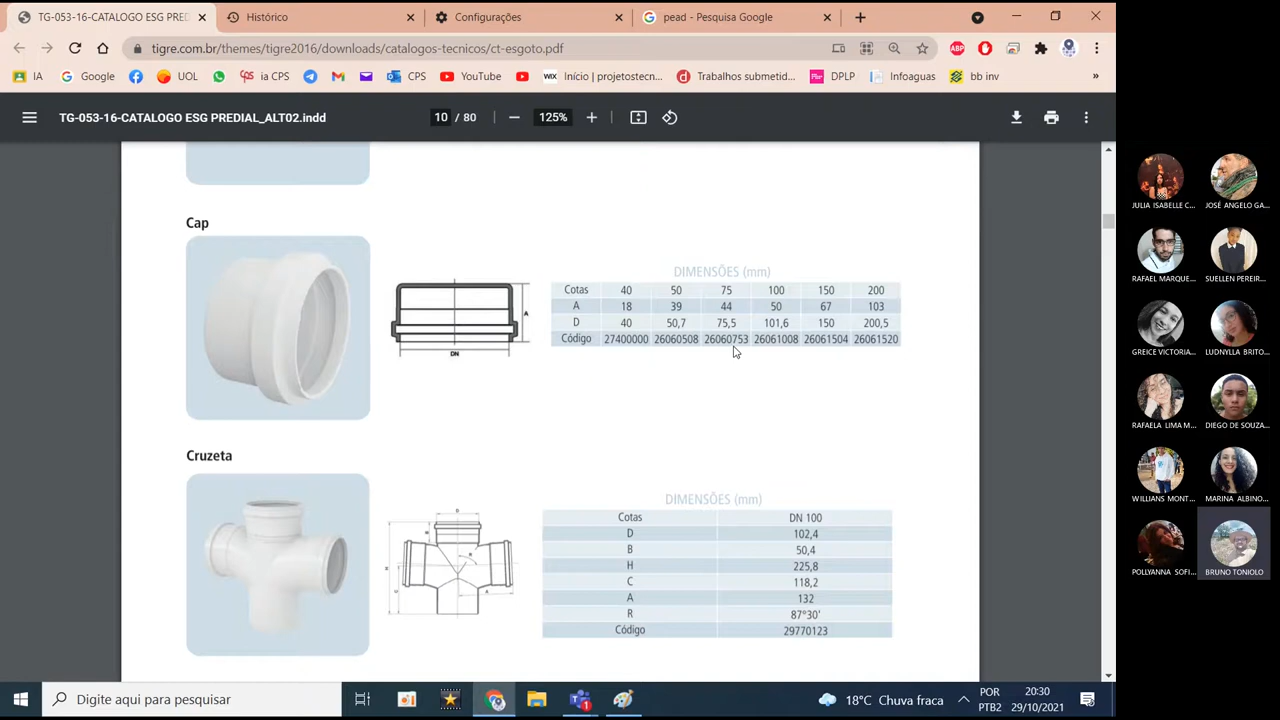 TG-053-16-CATALOGO ESG PRED
Histórico
Configurações
pead - Pesquisa Google
tigre.com.br/themes/tigre2016/downloads/catalogos-tecnicos/ct-esgoto.pdf
IA
Google
UOL
ia CPS
CPS
YouTube
WIX
Início | projetostecn...
Trabalhos submetid...
DPLP
Infoaguas
bb inv
»
TG-053-16-CATALOGO ESG PREDIAL_ALT02.indd
10 / 80
125%
Cap
DIMENSÕES (mm)
Cotas 40 50 75 100 150 200
A 18 39 44 50 67 103
D 40 50,7 75,5 101,6 150 200,5
Código 27400000 26060508 26060753 26061008 26061504 26061520
A
DN
Cruzeta
DIMENSÕES (mm)
Cotas DN 100
D 102,4
B 50,4
H 225,8
C 118,2
A 132
R 87°30'
Código 29770123
JULIA ISABELLE C...
JOSÉ ANGELO GA...
RAFAEL MARQUE...
SUELLEN PEREIR...
GREICE VICTORIA...
LUDNYLLA BRITO...
RAFAELA LIMA M...
DIEGO DE SOUZA...
WILLIANS MONT...
MARINA ALBINO...
POLLYANNA SOFI...
BRUNO TONIOLO
Digite aqui para pesquisar
18°C Chuva fraca
POR
PTB2
20:30
29/10/2021